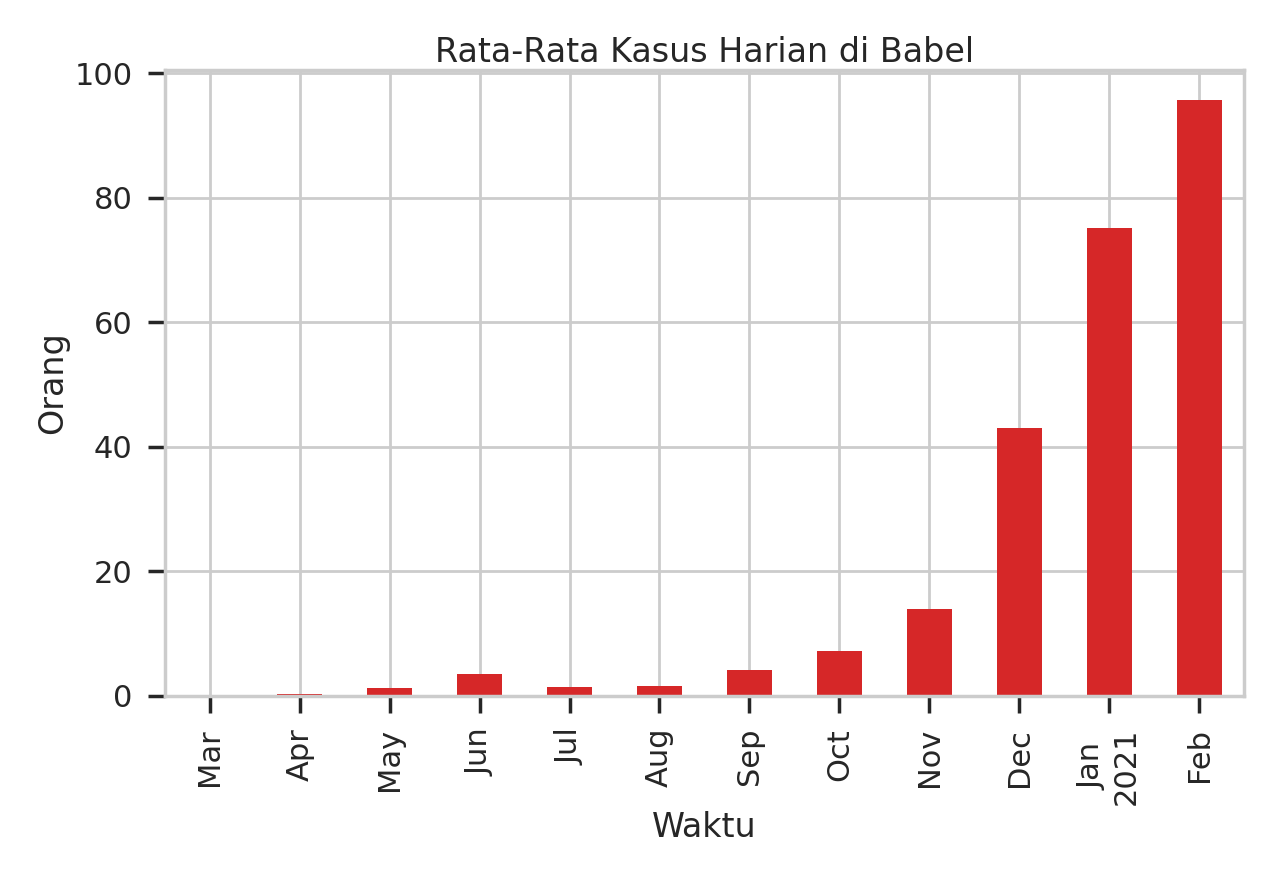 Rata-Rata Kasus Harian di Babel
100
80
60
40
20
0
Orang
Mar
Apr
May
Jun
Jul
Aug
Sep
Oct
Nov
Dec
Jan
2021
Feb
Waktu